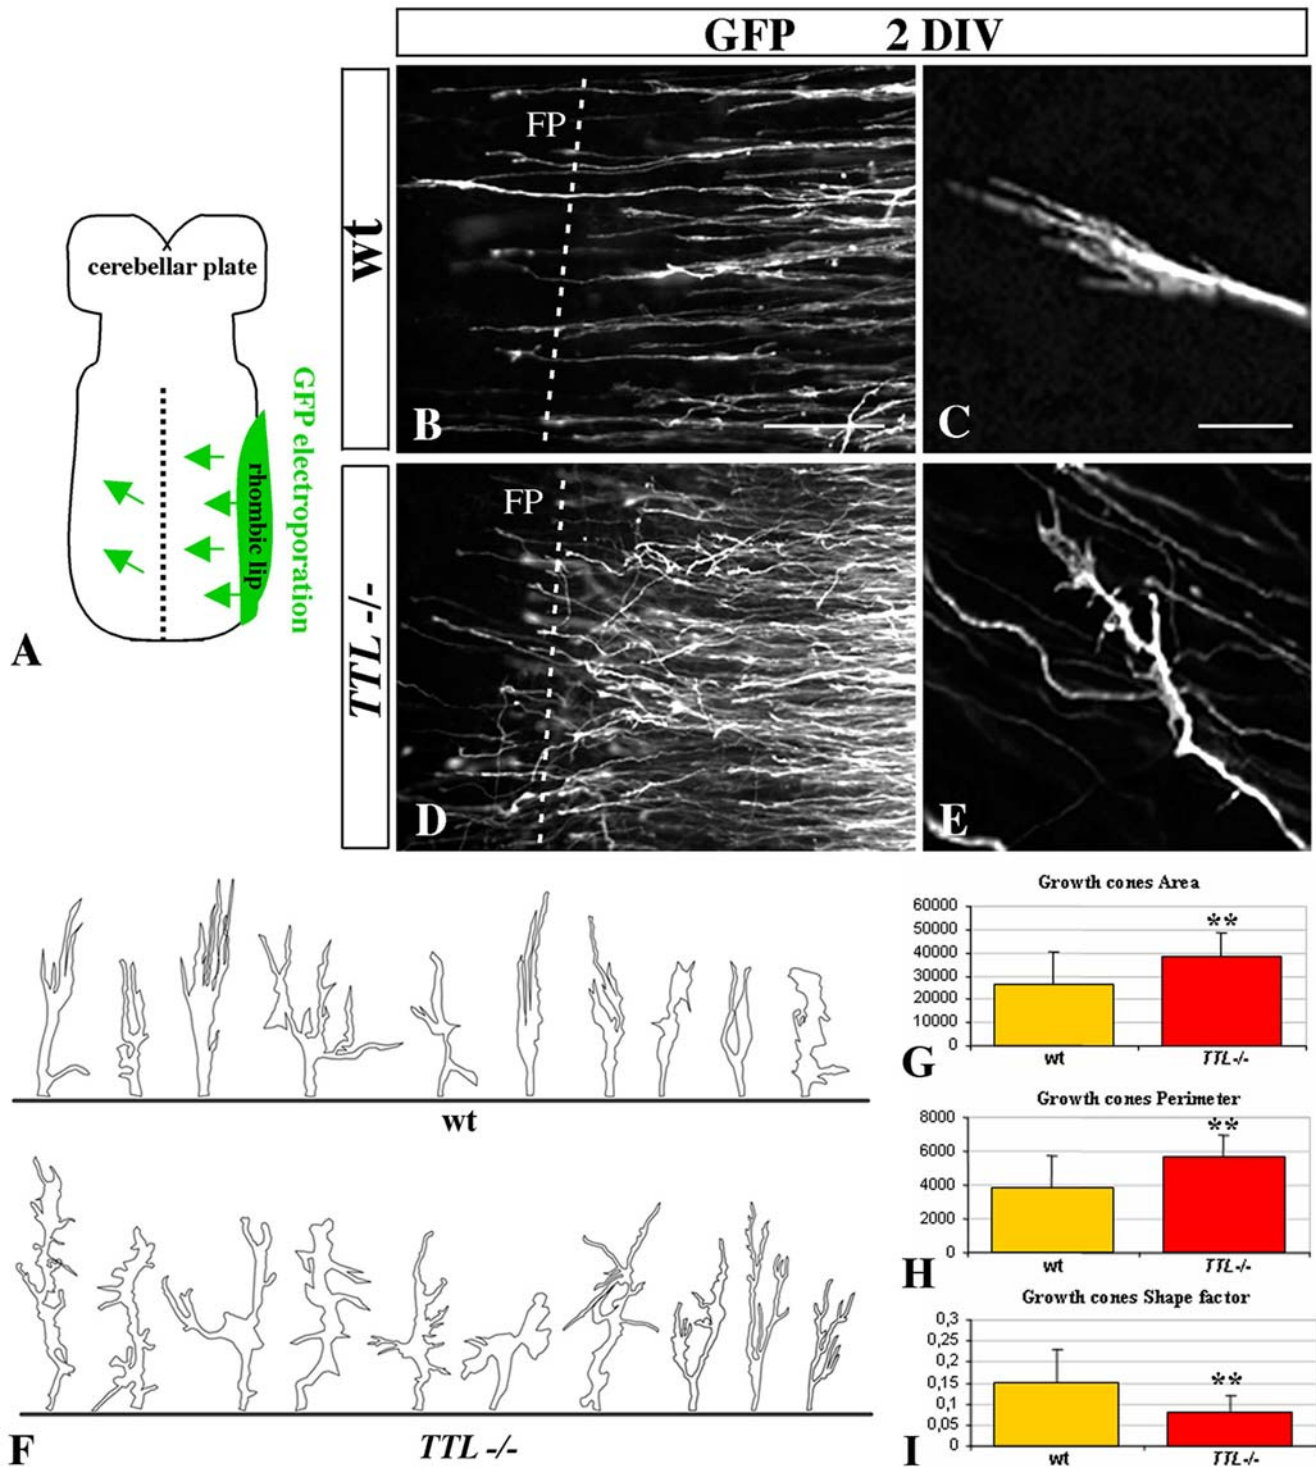 GFP 2 DIV
wt
FP
B
C
cerebellar plate
rhombic lip
GFP electroporation
A
TTL -/-
FP
D
E
wt
TTL -/-
F
Growth cones Area
60000
50000
40000
30000
20000
10000
0
**
wt
TTL-/-
G
Growth cones Perimeter
8000
6000
4000
2000
0
**
wt
TTL-/-
H
Growth cones Shape factor
0,3
0,25
0,2
0,15
0,1
0,05
0
**
wt
TTL-/-
I